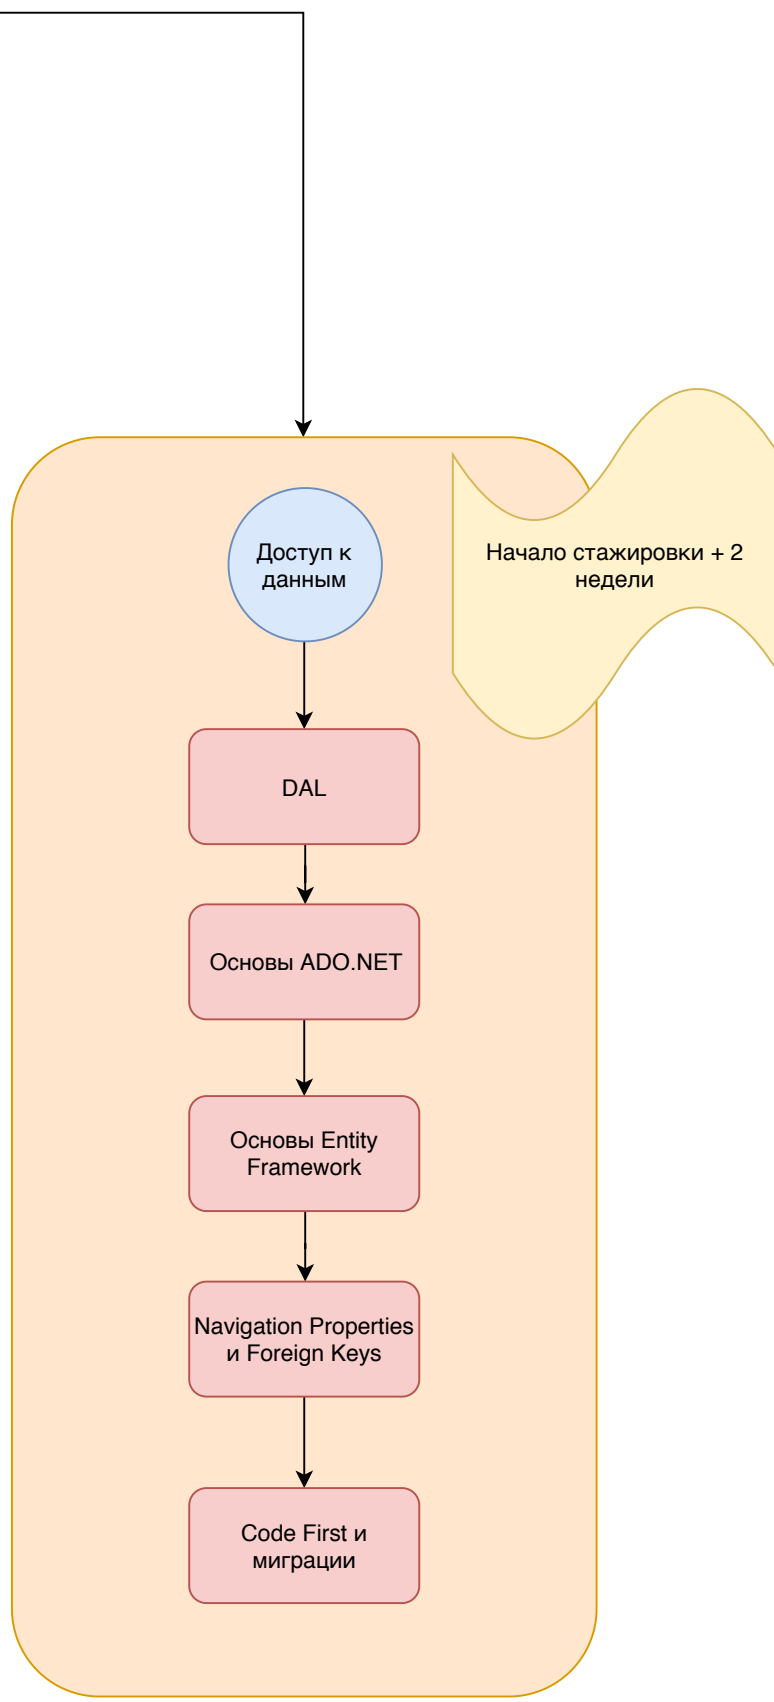 Доступ к
данным
Начало стажировки + 2
недели
DAL
Основы ADO.NET
Основы Entity
Framework
Navigation Properties
и Foreign Keys
Code First и
миграции